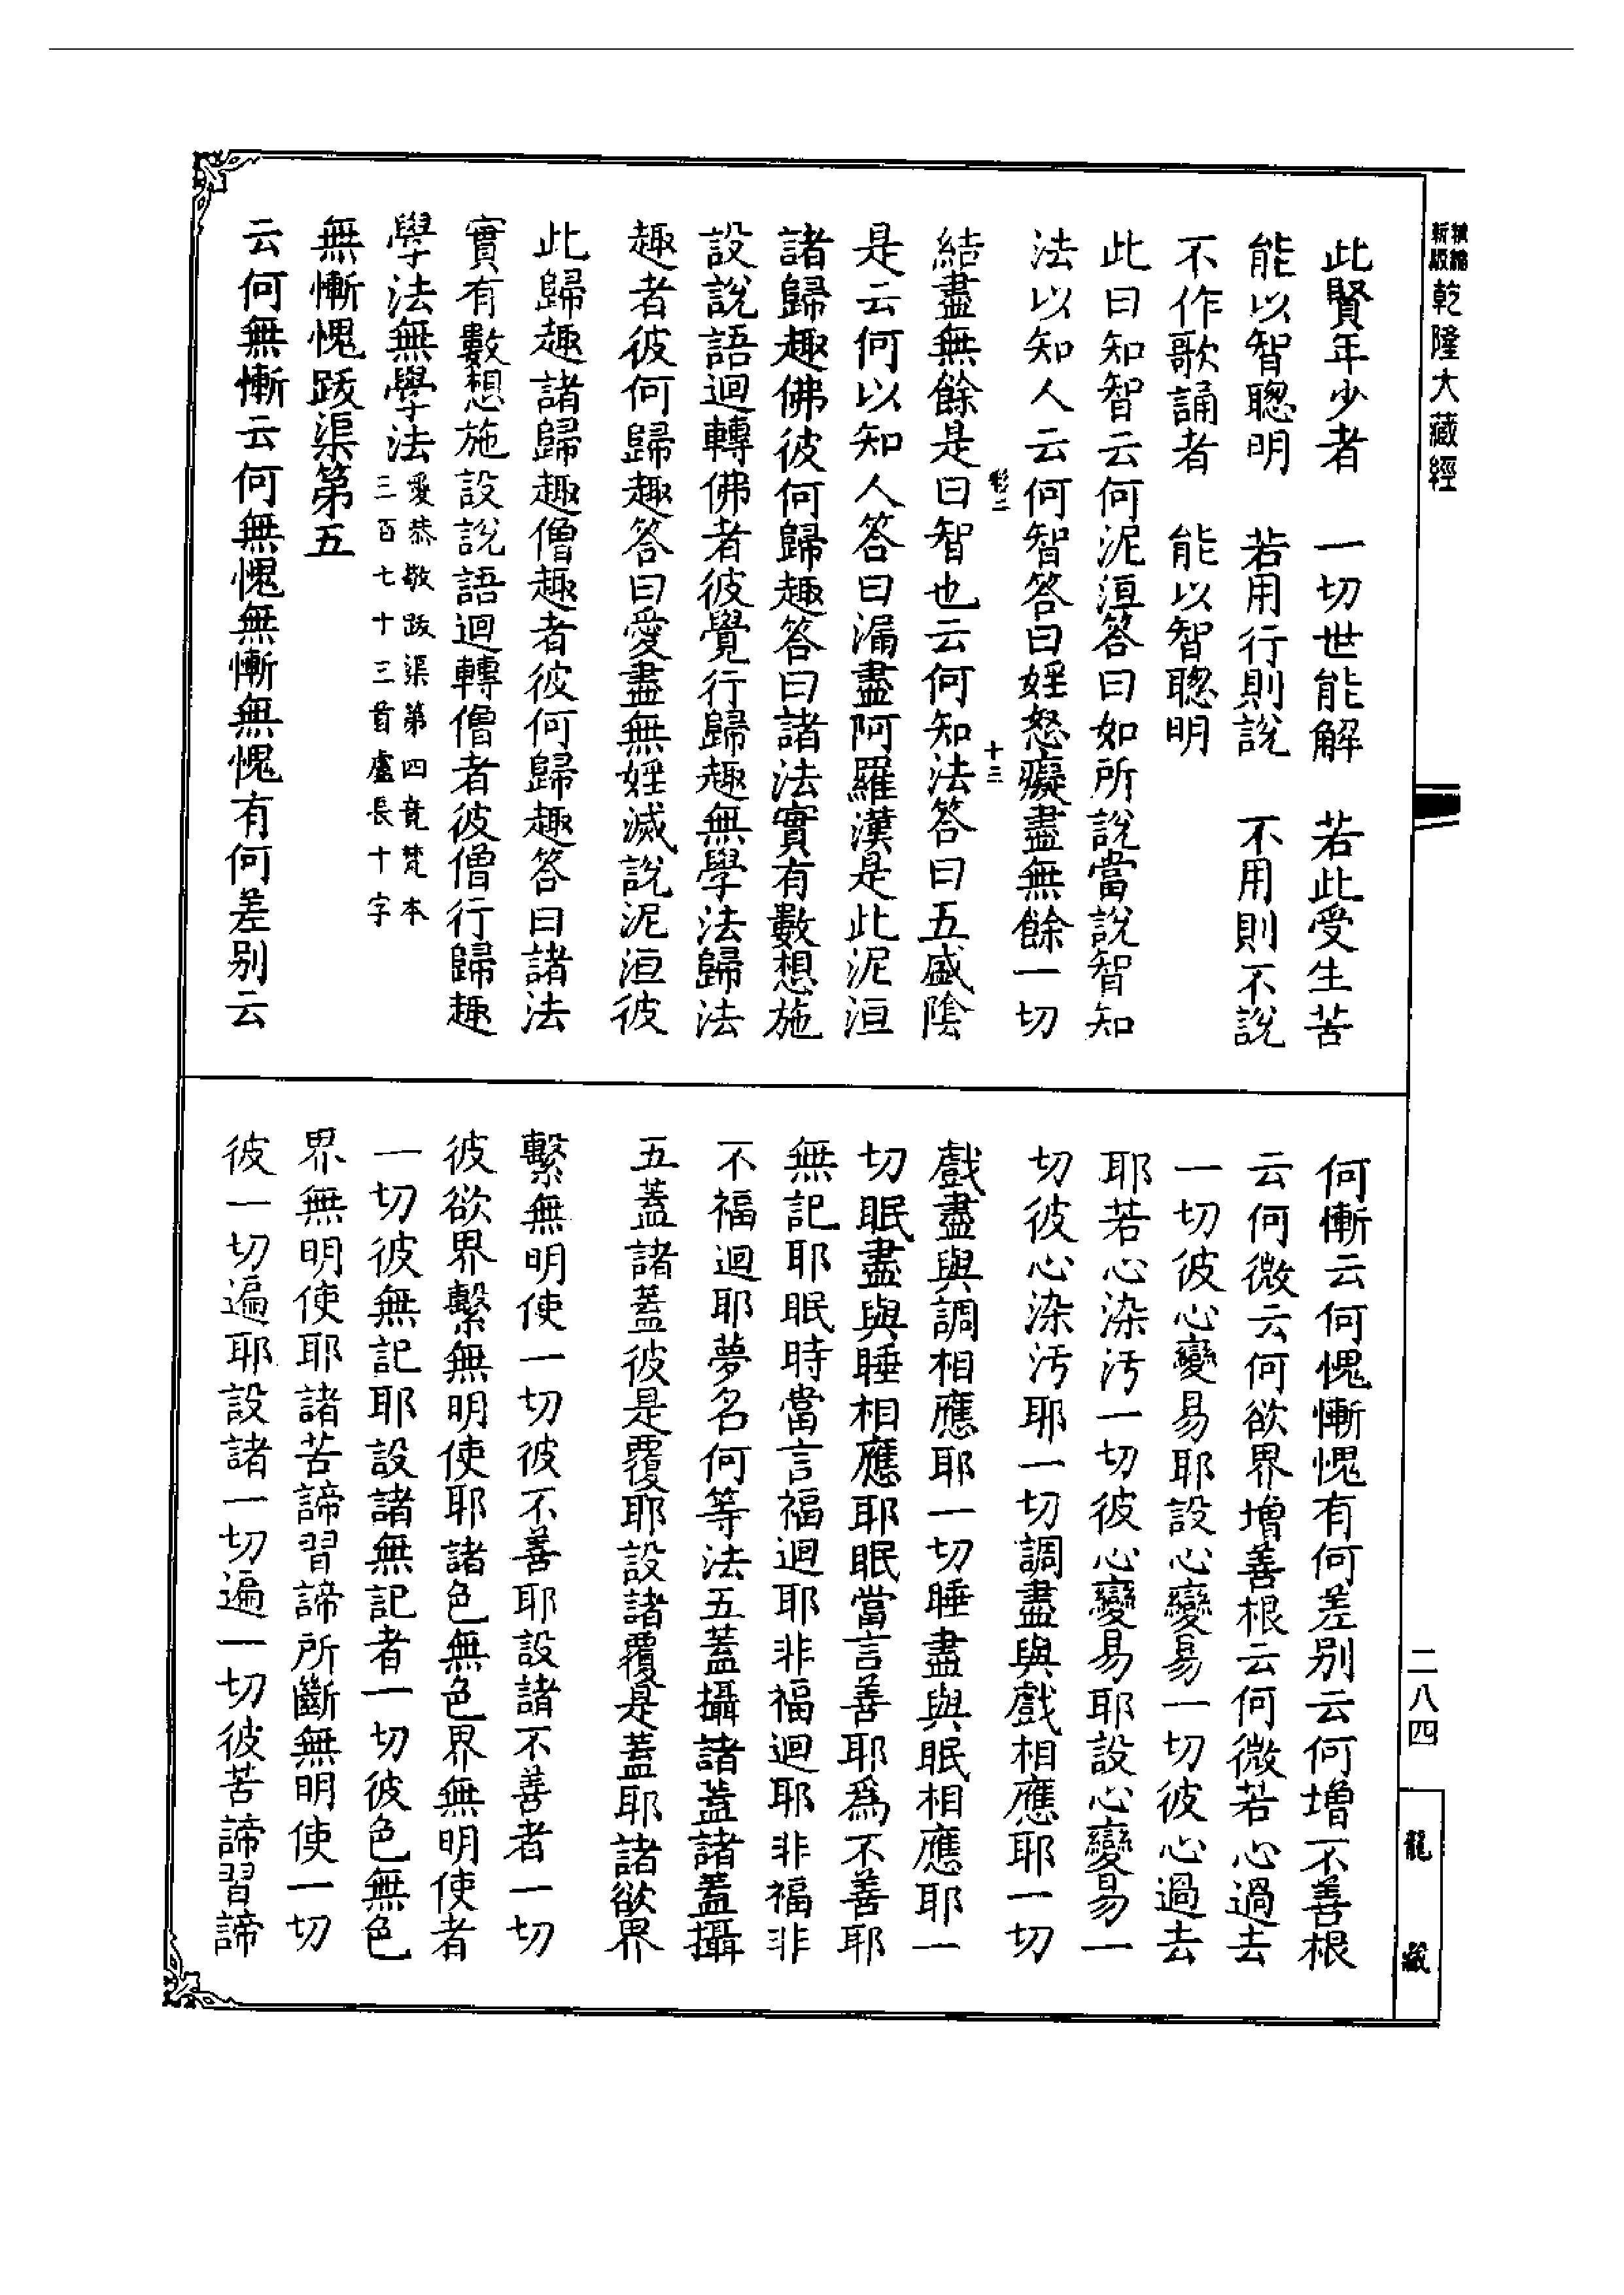 乾隆大藏經
此賢年少者　一切世能解　若此受生苦
能以智聰明　若用行則說　不用則不說
不作歌誦者　能以智聰明
此曰知智云何泥洹答曰如所說當說智知
法以知人云何智答曰婬怒癡盡無餘一切
結盡無餘是曰智也云何知法答曰五盛陰
是云何以知人答曰漏盡阿羅漢是此泥洹
諸歸趣佛彼何歸趣答曰諸法實有數想施
設說語迴轉佛者彼覺行歸趣無學法歸法
趣者彼何歸趣答曰愛盡無婬滅說泥洹彼
此歸趣諸歸趣僧趣者彼何歸趣答曰諸法
實有數想施設說語迴轉僧者彼僧行歸趣
學法無學法愛恭敬跋渠第四竟梵本
三百七十三首盧長十字
無慚愧跋渠第五
云何無慚云何無愧無慚無愧有何差別云
十三
何慚云何愧慚愧有何差別云何增不善根
云何微云何欲界增善根云何微若心過去
一切彼心變易耶設心變易一切彼心過去
耶若心染汚一切彼心變易耶設心變易一
切彼心染汚耶一切調盡與戲相應耶一切
戲盡與調相應耶一切睡盡與眠相應耶一
切眠盡與睡相應耶眠當言善耶為不善耶
無記耶眠時當言福迴耶非福迴耶非福非
不福迴耶夢名何等法五蓋攝諸蓋諸蓋攝
五蓋諸蓋彼是覆耶設諸覆是蓋耶諸欲界
繫無明使一切彼不善耶設諸不善者一切
彼欲界繫無明使耶諸色無色界無明使者
一切彼無記耶設諸無記者一切彼色無色
界無明使耶諸苦諦習諦所斷無明使一切
彼一切遍耶設諸一切遍一切彼苦諦習諦
二八四
龍藏